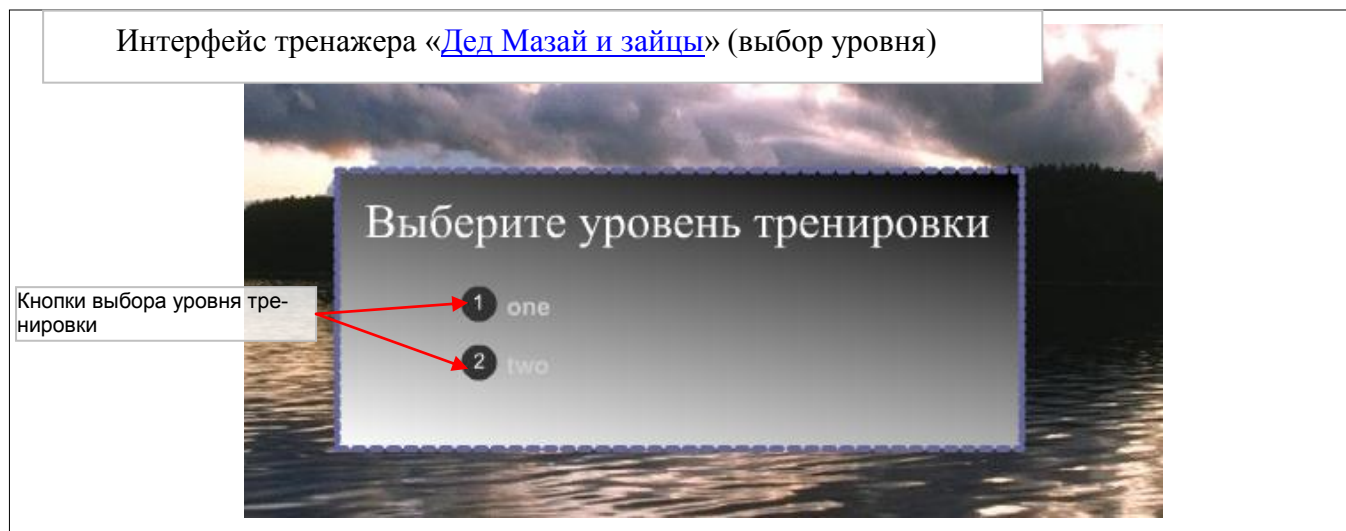 Интерфейс тренажера «Дед Мазай и зайцы» (выбор уровня)
Выберите уровень тренировки
Кнопки выбора уровня тре-
нировки
1 one
2 two